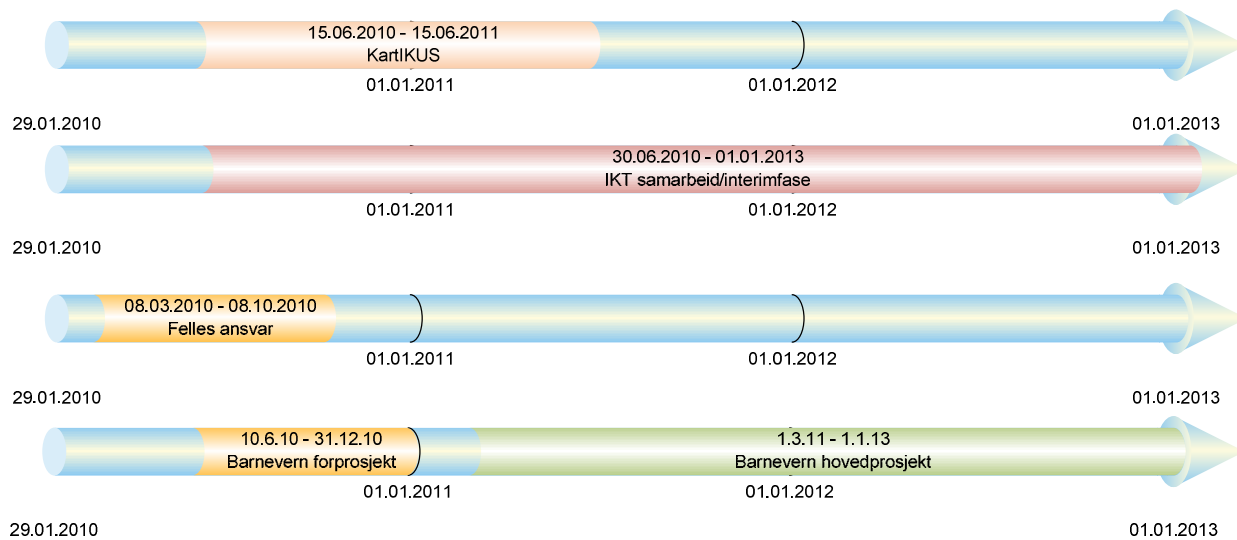 15.06.2010 - 15.06.2011
KartIKUS
01.01.2011
01.01.2012
29.01.2010
01.01.2013
30.06.2010 - 01.01.2013
IKT samarbeid/interimfase
01.01.2011
01.01.2012
29.01.2010
01.01.2013
08.03.2010 - 08.10.2010
Felles ansvar
01.01.2011
01.01.2012
29.01.2010
01.01.2013
10.6.10 - 31.12.10
Barnevern forprosjekt
1.3.11 - 1.1.13
Barnevern hovedprosjekt
01.01.2011
01.01.2012
29.01.2010
01.01.2013